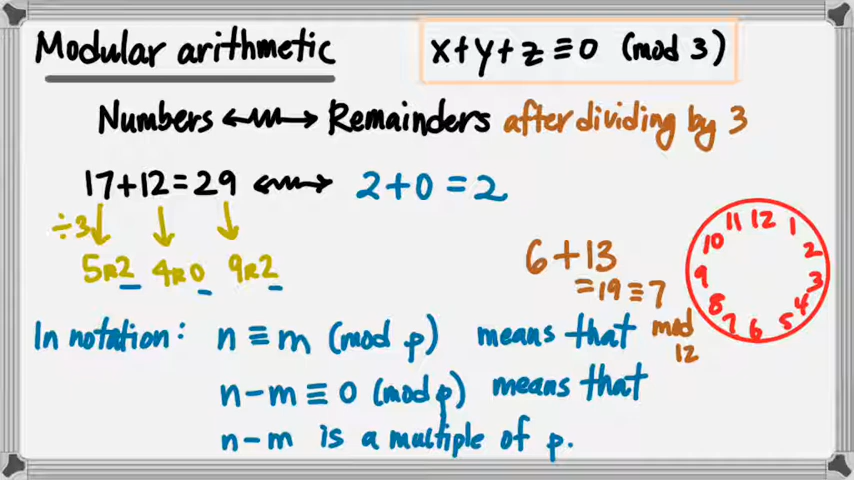 Modular arithmetic
x+y+z≡0 (mod 3)
Numbers ↭ Remainders after dividing by 3
17+12=29 ↭ 2+0=2
÷3
5R2 4R0 9R2
6+13
=19≡7
mod
12
11 12 1
10 2
9 3
8 4
7 6 5
In notation: n≡m (mod p) means that
n-m≡0 (mod p) means that
n-m is a multiple of p.